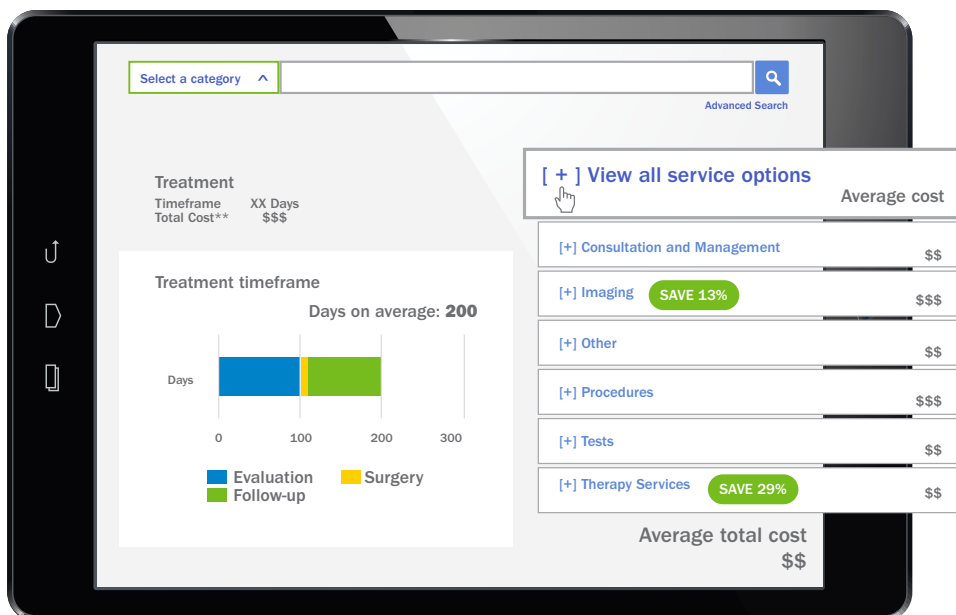 Select a category
Advanced Search
Treatment
Timeframe XX Days
Total Cost** $$$
Treatment timeframe
Days on average: 200
Days
0 100 200 300
Evaluation Surgery
Follow-up
[ + ] View all service options
Average cost
[+] Consultation and Management $$
[+] Imaging SAVE 13% $$$
[+] Other $$
[+] Procedures $$$
[+] Tests $$
[+] Therapy Services SAVE 29% $$
Average total cost
$$